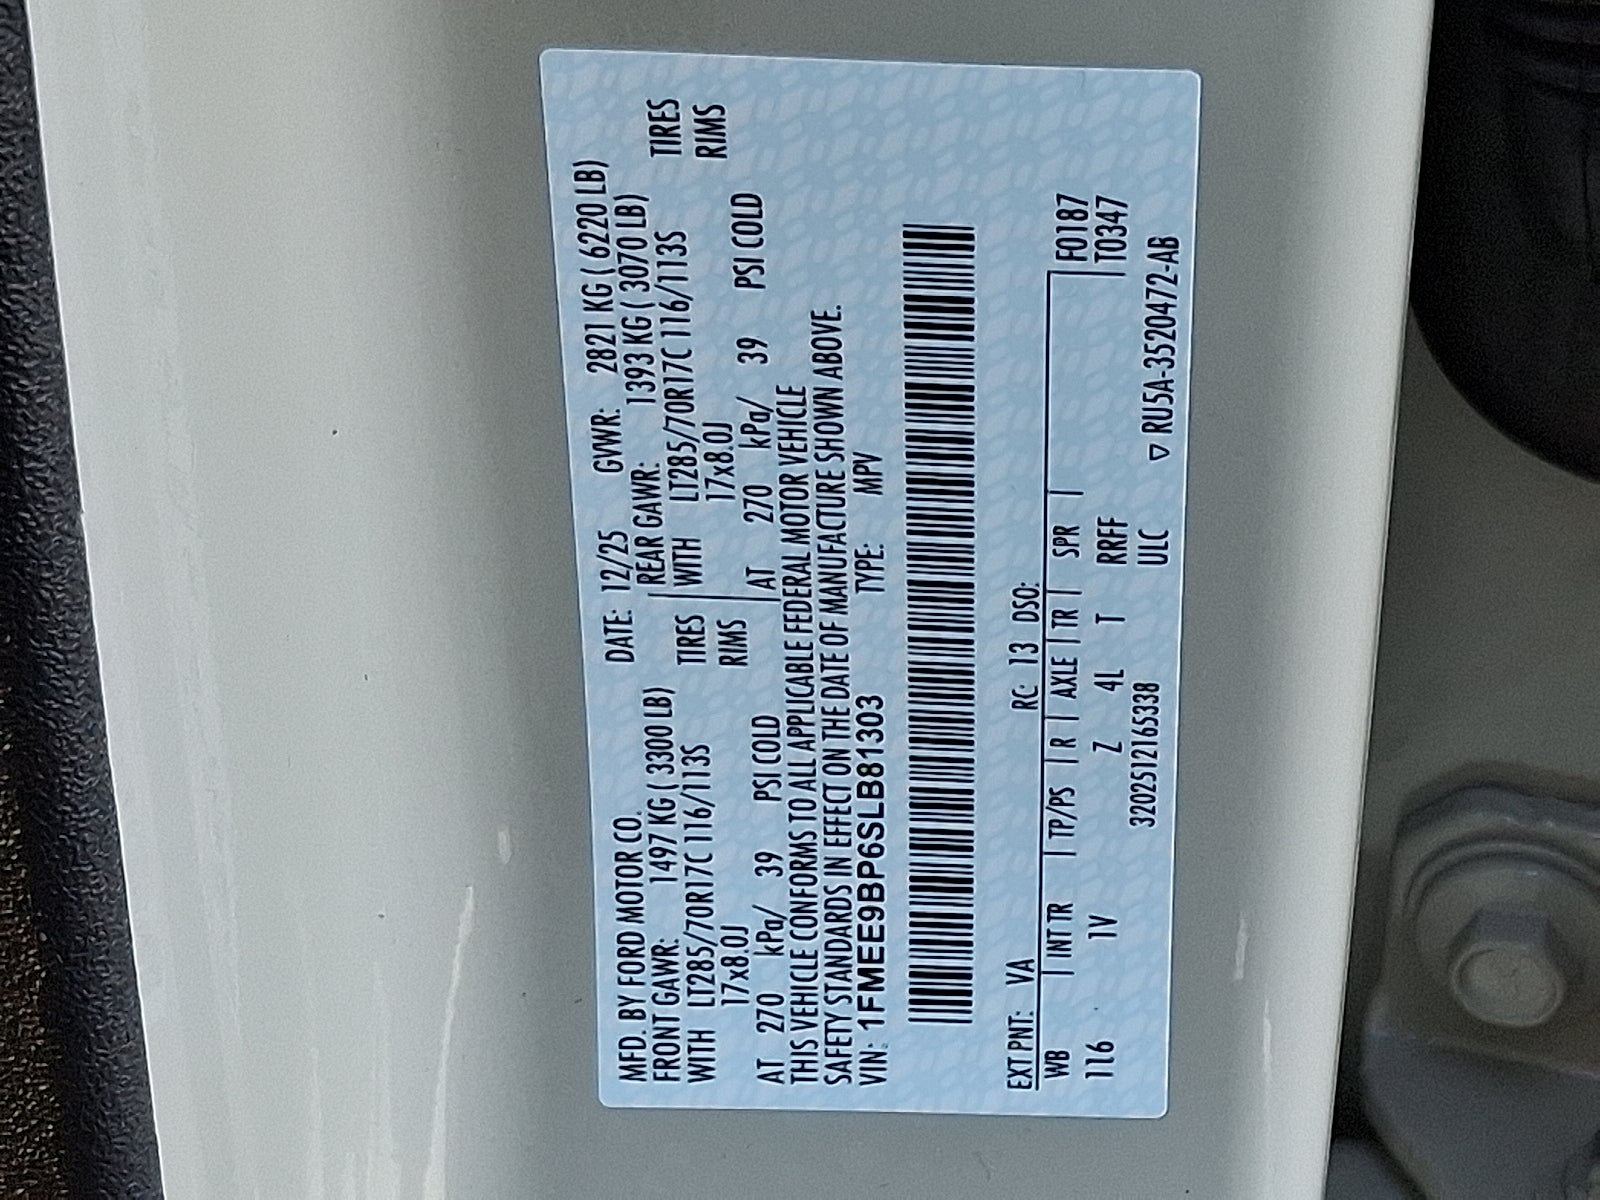 MFD. BY FORD MOTOR CO. DATE: 12/25 GVWR: 2821 KG ( 6220 LB)
FRONT GAWR: 1497 KG ( 3300 LB) REAR GAWR: 1393 KG ( 3070 LB)
WITH LT285/70R17C 116/113S TIRES WITH LT285/70R17C 116/113S TIRES
17x8.0J RIMS 17x8.0J RIMS
AT 270 kPa/ 39 PSI COLD AT 270 kPa/ 39 PSI COLD
THIS VEHICLE CONFORMS TO ALL APPLICABLE FEDERAL MOTOR VEHICLE
SAFETY STANDARDS IN EFFECT ON THE DATE OF MANUFACTURE SHOWN ABOVE.
VIN: 1FMEE9BP6SLB81303 TYPE: MPV
EXT PNT: VA RC: 13 DSO:
WB | INT TR | TP/PS | R | AXLE | TR | SPR | F0187
116 1V Z 4L T RRFF T0347
3202512165338 ULC ▽ RU5A-3520472-AB